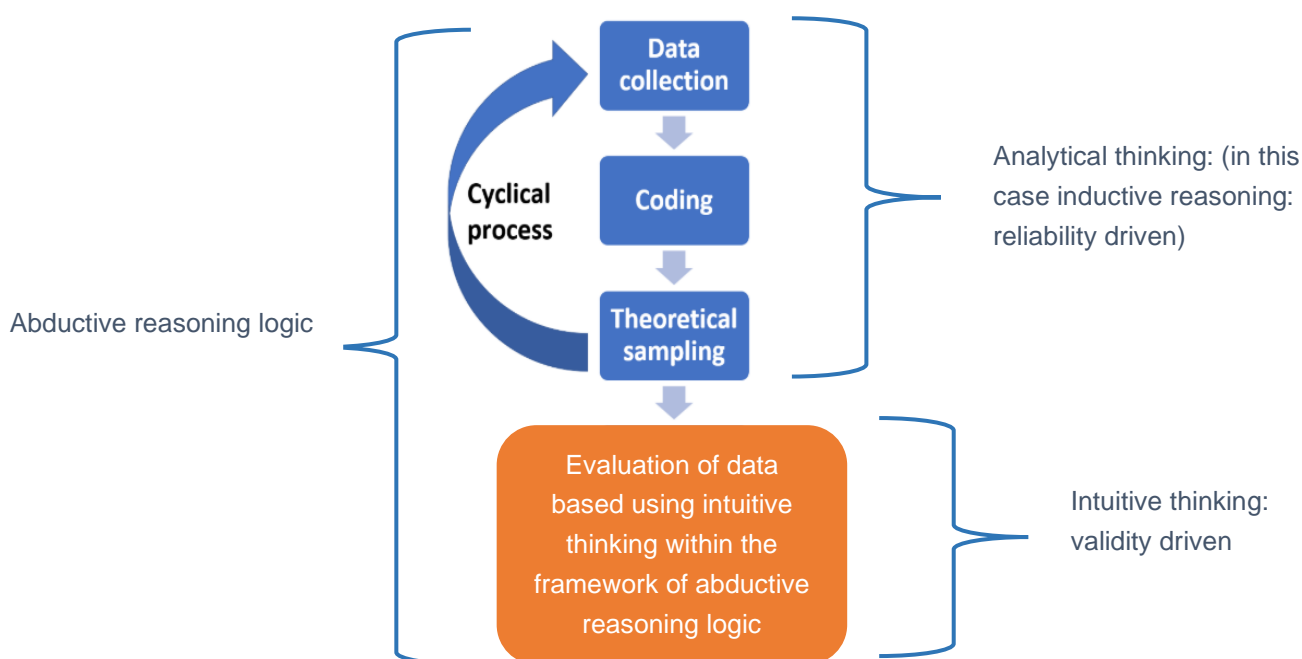 Data
collection
Analytical thinking: (in this
case inductive reasoning:
reliability driven)
Cyclical
process
Coding
Abductive reasoning logic
Theoretical
sampling
Evaluation of data
based using intuitive
thinking within the
framework of abductive
reasoning logic
Intuitive thinking:
validity driven